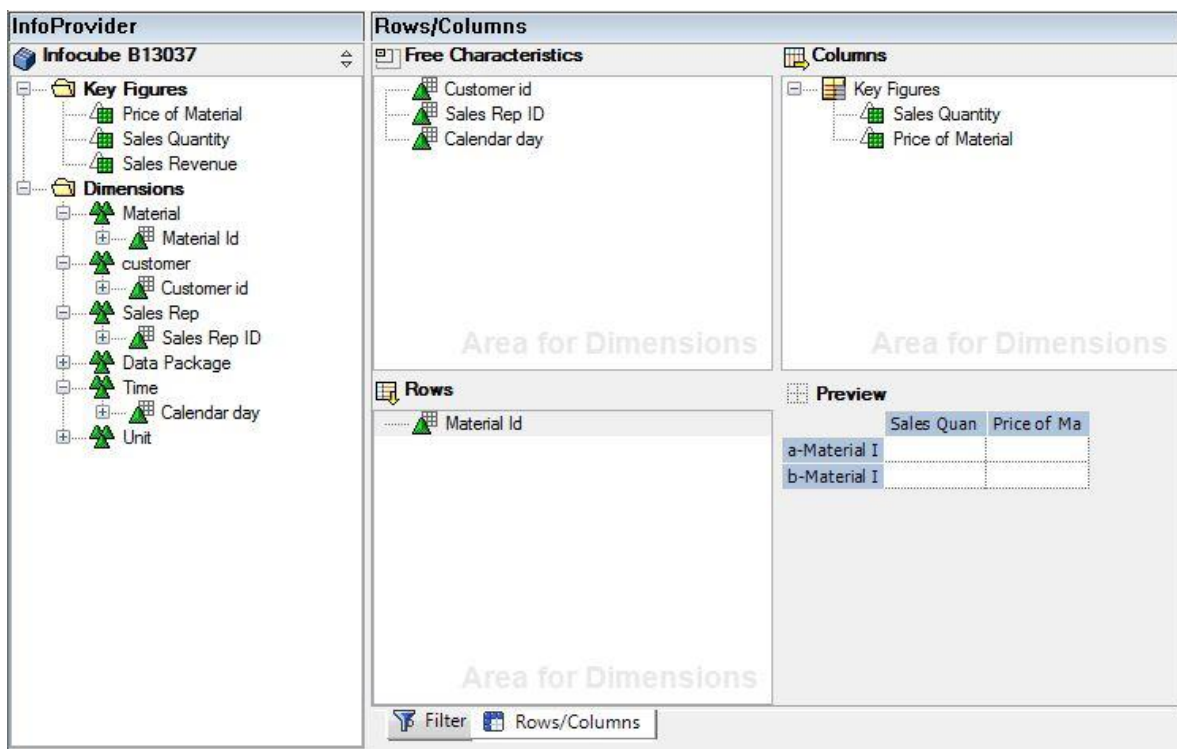 InfoProvider
Infocube B13037
Key Figures
Price of Material
Sales Quantity
Sales Revenue
Dimensions
Material
Material Id
customer
Customer id
Sales Rep
Sales Rep ID
Data Package
Time
Calendar day
Unit
Rows/Columns
Free Characteristics
Customer id
Sales Rep ID
Calendar day
Area for Dimensions
Columns
Key Figures
Sales Quantity
Price of Material
Area for Dimensions
Rows
Material Id
Area for Dimensions
Preview
Sales Quan Price of Ma
a-Material I
b-Material I
Filter Rows/Columns